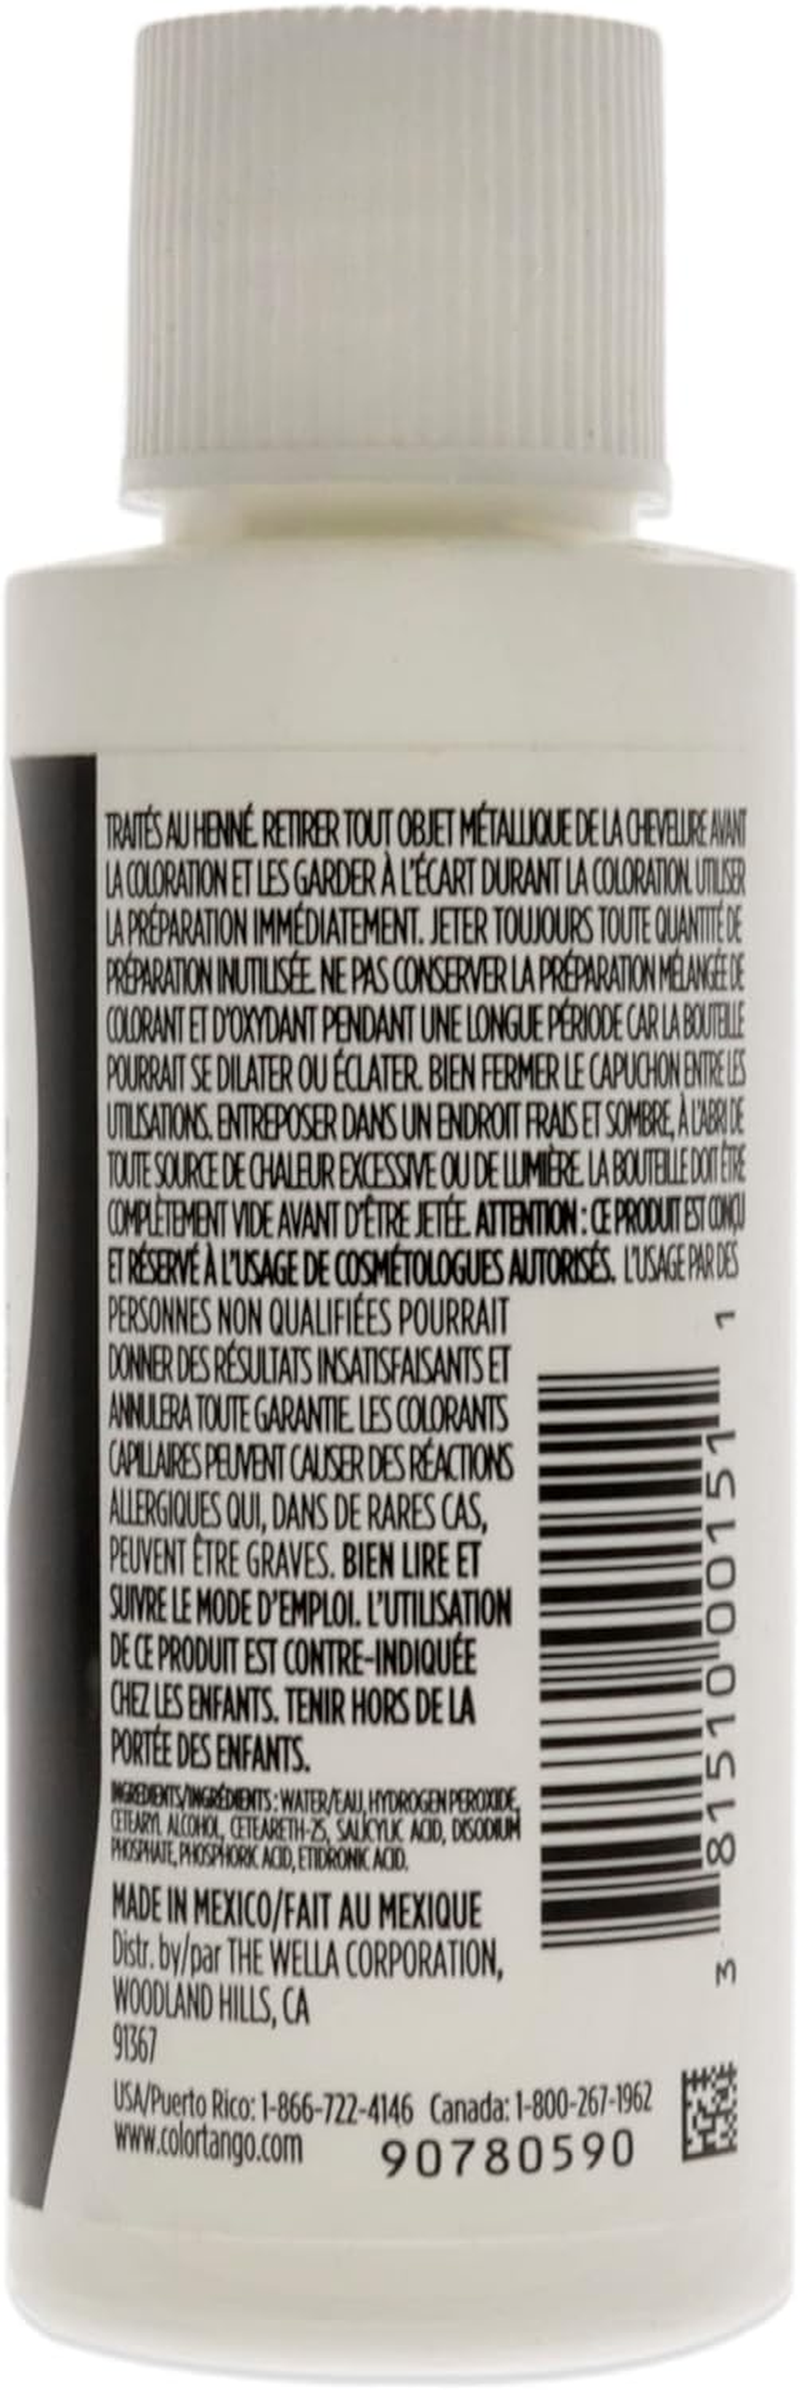 TRAITÉS AU HENNÉ. RETIRER TOUT OBJET MÉTALLIQUE DE LA CHEVELURE AVANT
LA COLORATION ET LES GARDER À L'ÉCART DURANT LA COLORATION. UTILISER
LA PRÉPARATION IMMÉDIATEMENT. JETER TOUJOURS TOUTE QUANTITÉ DE
PRÉPARATION INUTILISÉE. NE PAS CONSERVER LA PRÉPARATION MÉLANGÉE DE
COLORANT ET D'OXYDANT PENDANT UNE LONGUE PÉRIODE CAR LA BOUTEILLE
POURRAIT SE DILATER OU ÉCLATER. BIEN FERMER LE CAPUCHON ENTRE LES
UTILISATIONS. ENTREPOSER DANS UN ENDROIT FRAIS ET SOMBRE, À L'ABRI DE
TOUTE SOURCE DE CHALEUR EXCESSIVE OU DE LUMIÈRE. LA BOUTEILLE DOIT ÊTRE
COMPLÈTEMENT VIDE AVANT D'ÊTRE JETÉE. ATTENTION : CE PRODUIT EST CONÇU
ET RÉSERVÉ À L'USAGE DE COSMÉTOLOGUES AUTORISÉS. L'USAGE PAR DES
PERSONNES NON QUALIFIÉES POURRAIT
DONNER DES RÉSULTATS INSATISFAISANTS ET
ANNULERA TOUTE GARANTIE. LES COLORANTS
CAPILLAIRES PEUVENT CAUSER DES RÉACTIONS
ALLERGIQUES QUI, DANS DE RARES CAS,
PEUVENT ÊTRE GRAVES. BIEN LIRE ET
SUIVRE LE MODE D'EMPLOI. L'UTILISATION
DE CE PRODUIT EST CONTRE-INDIQUÉE
CHEZ LES ENFANTS. TENIR HORS DE LA
PORTÉE DES ENFANTS.
INGREDIENTS/INGRÉDIENTS : WATER/EAU, HYDROGEN PEROXIDE,
CETEARYL ALCOHOL, CETEARETH-25, SALICYLIC ACID, DISODIUM
PHOSPHATE, PHOSPHORIC ACID, ETIDRONIC ACID.
MADE IN MEXICO/FAIT AU MEXIQUE
Distr. by/par THE WELLA CORPORATION,
WOODLAND HILLS, CA
91367
USA/Puerto Rico: 1-866-722-4146 Canada: 1-800-267-1962
www.colortango.com 90780590
3 81510 00151 1